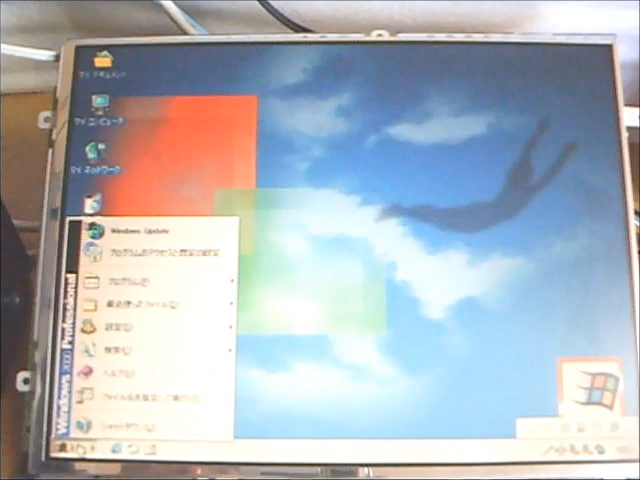 マイ ドキュメント
マイ コンピュータ
マイ ネットワーク
Windows Update
プログラムのアクセスと既定の設定
プログラム(P)
最近使ったファイル(D)
設定(S)
検索(C)
ヘルプ(H)
ファイル名を指定して実行(R)
シャットダウン(U)
Windows 2000 Professional